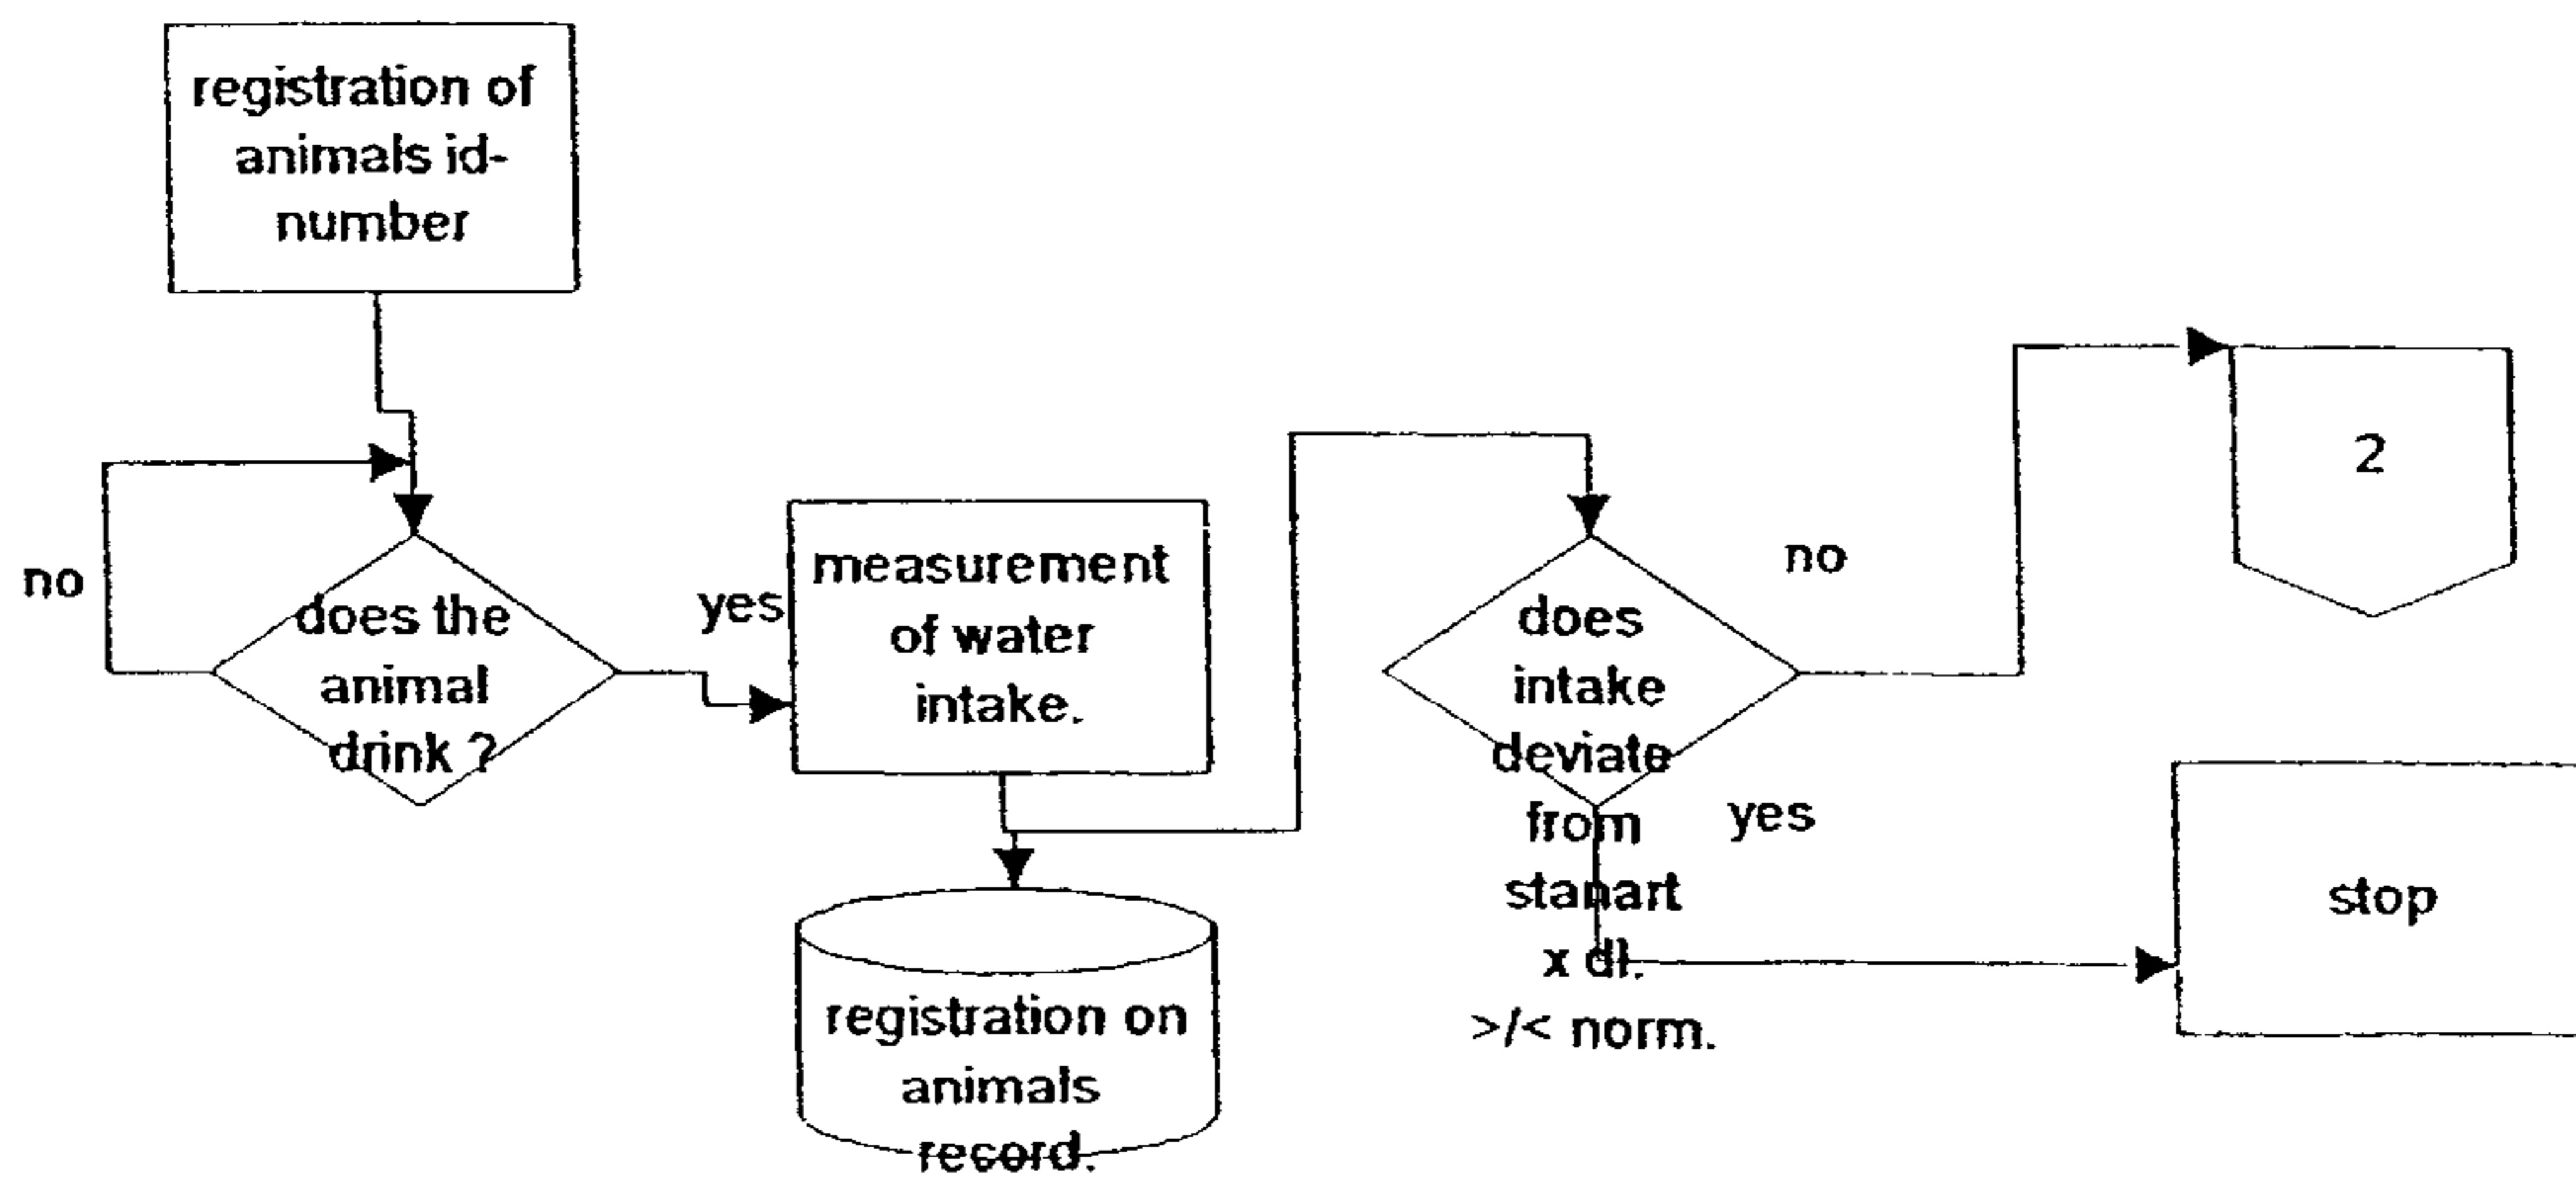 registration of
animals id-
number
no
does the
animal
drink ?
yes
measurement
of water
intake.
registration on
animals
record.
does
intake
deviate
from
stanart
x dl.
>/< norm.
no
2
yes
stop